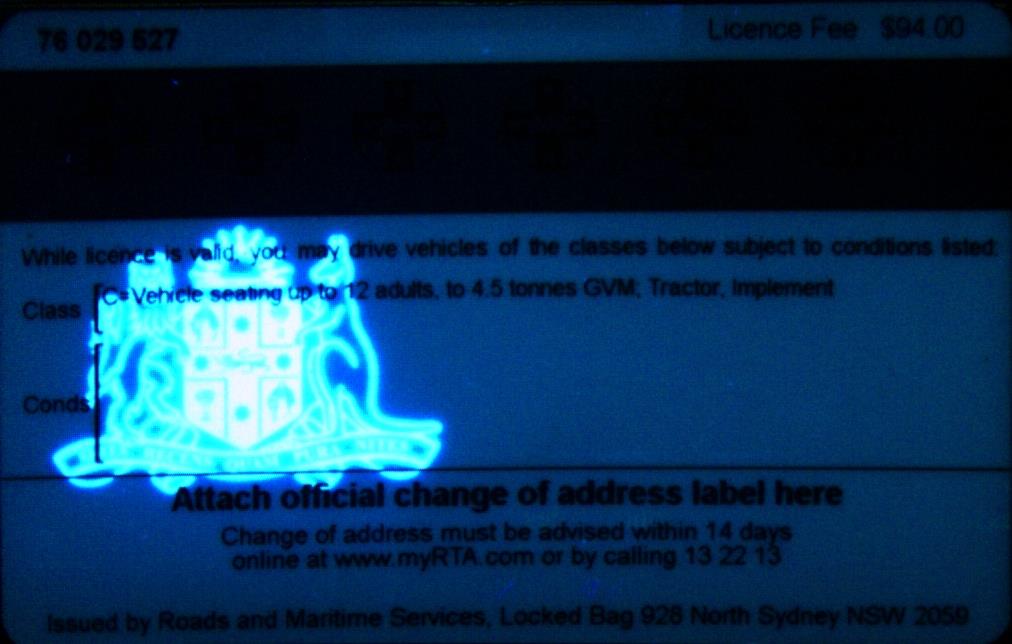 76 029 527
Licence Fee $94.00
While licence is valid, you may drive vehicles of the classes below subject to conditions listed:
Class [C=Vehicle seating up to 12 adults, to 4.5 tonnes GVM; Tractor, Implement
Conds
RECENS QUAM PURA NITES
Attach official change of address label here
Change of address must be advised within 14 days
online at www.myRTA.com or by calling 13 22 13
Issued by Roads and Maritime Services, Locked Bag 928 North Sydney NSW 2059